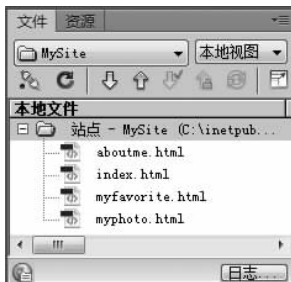 文件 资源
MySite 本地视图
本地文件
站点 - MySite (C:\inetpub...
aboutme.html
index.html
myfavorite.html
myphoto.html
日志...